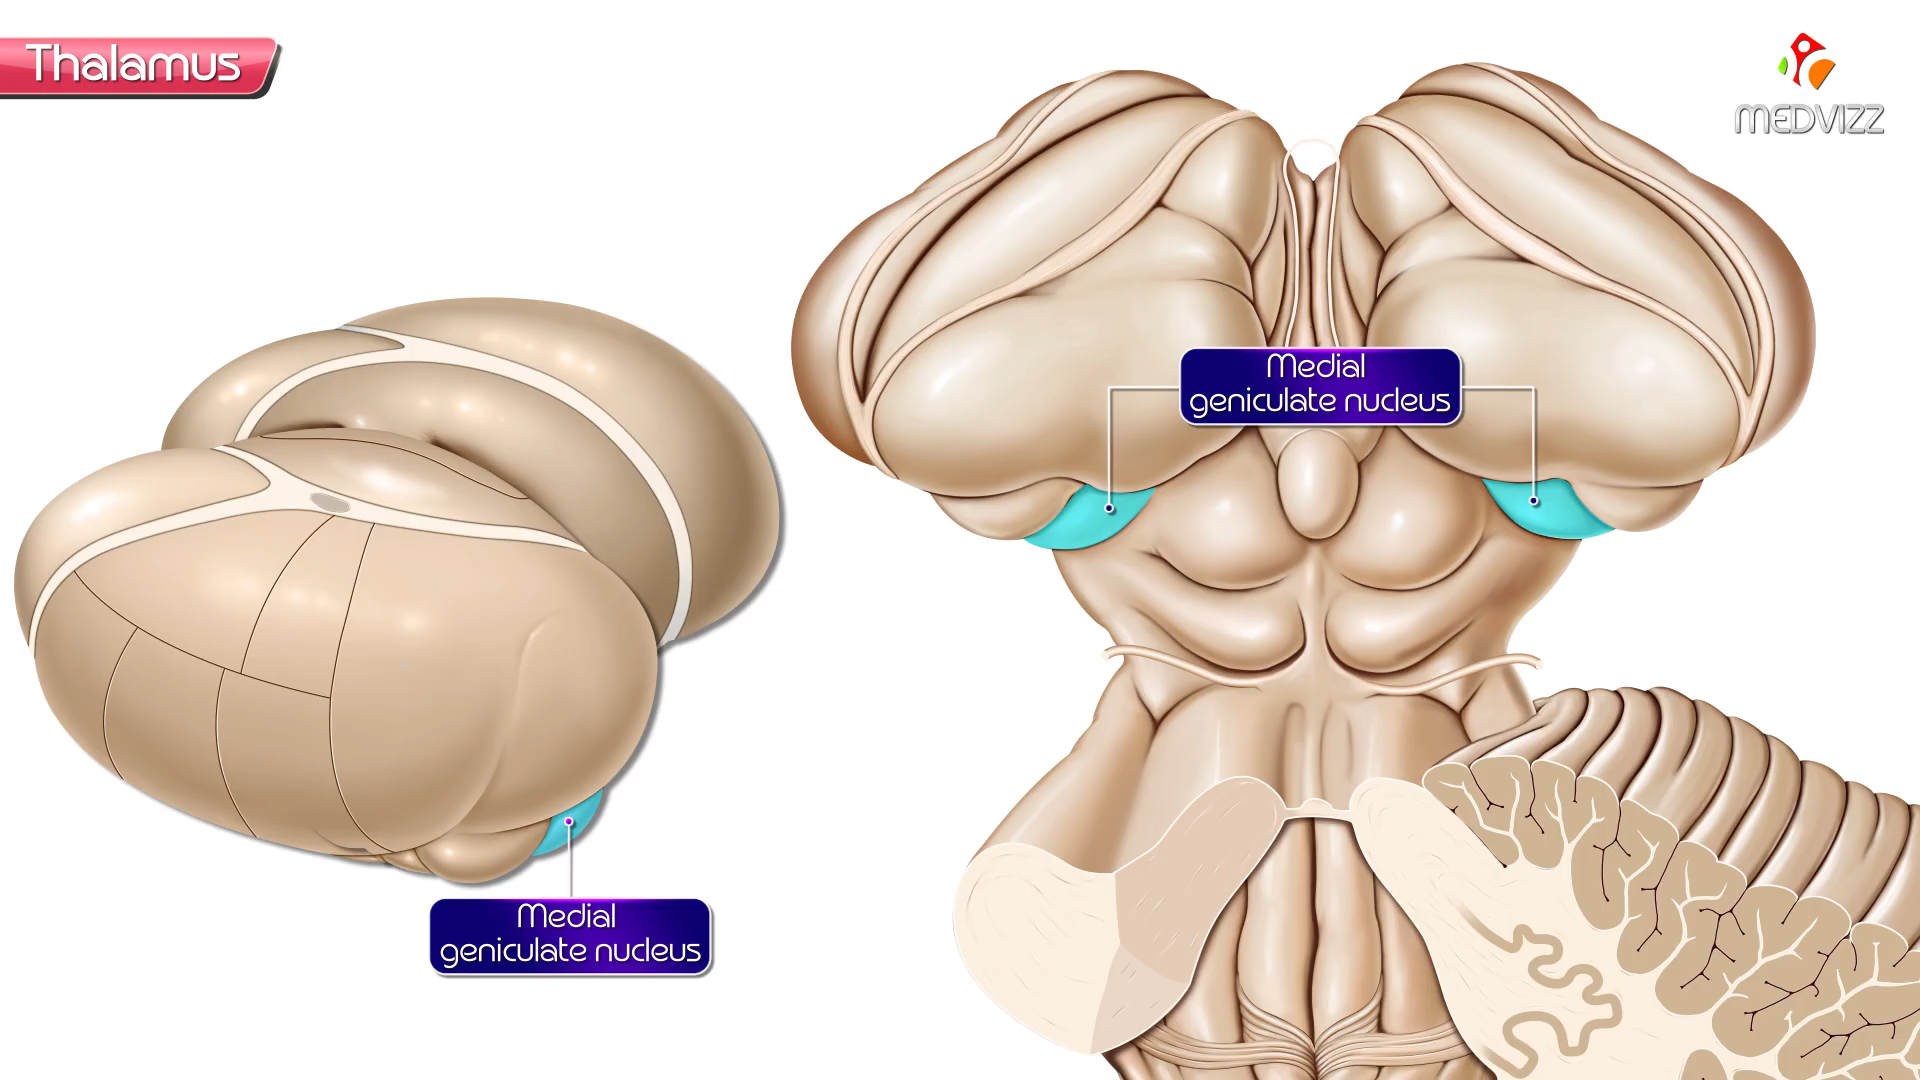 Thalamus
MEDVIZZ
Medial
geniculate nucleus
Medial
geniculate nucleus